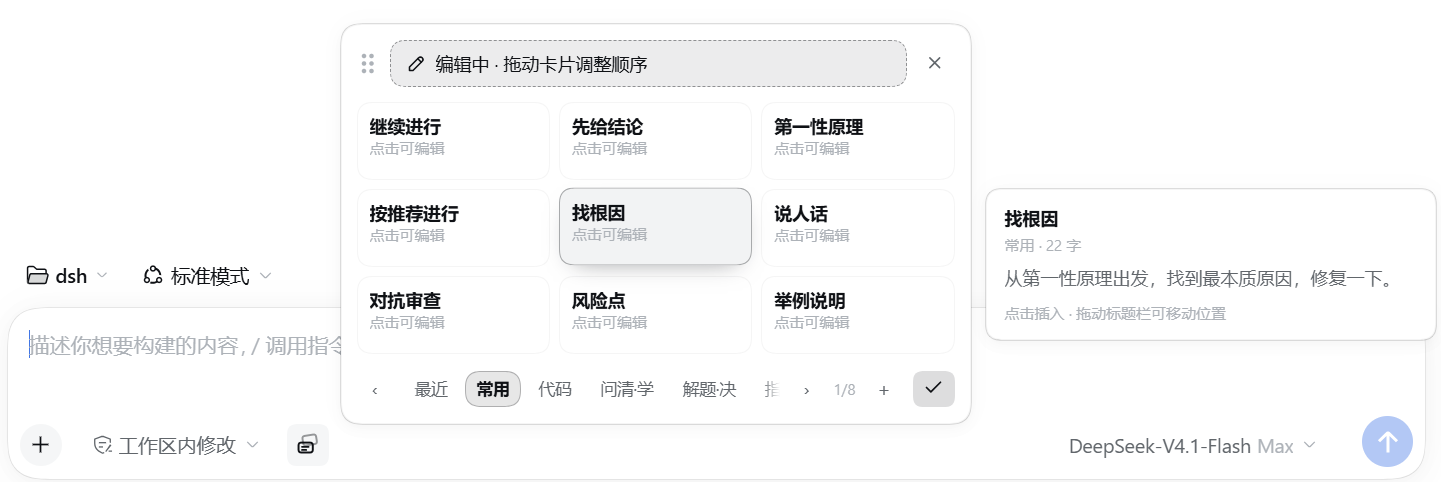 编辑中 · 拖动卡片调整顺序
继续进行
点击可编辑
先给结论
点击可编辑
第一性原理
点击可编辑
按推荐进行
点击可编辑
找根因
点击可编辑
说人话
点击可编辑
对抗审查
点击可编辑
风险点
点击可编辑
举例说明
点击可编辑
‹ 最近 常用 代码 问清·学 解题·决 › 1/8 +
找根因
常用 · 22 字
从第一性原理出发，找到最本质原因，修复一下。
点击插入 · 拖动标题栏可移动位置
dsh 标准模式
描述你想要构建的内容, / 调用指令
工作区内修改
DeepSeek-V4.1-Flash Max